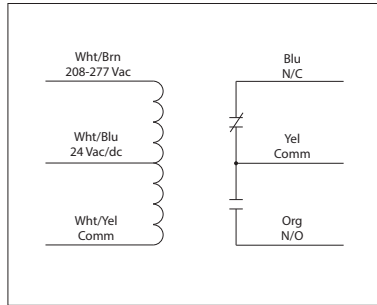 Wht/Brn
208-277 Vac
Wht/Blu
24 Vac/dc
Wht/Yel
Comm
Blu
N/C
Yel
Comm
Org
N/O